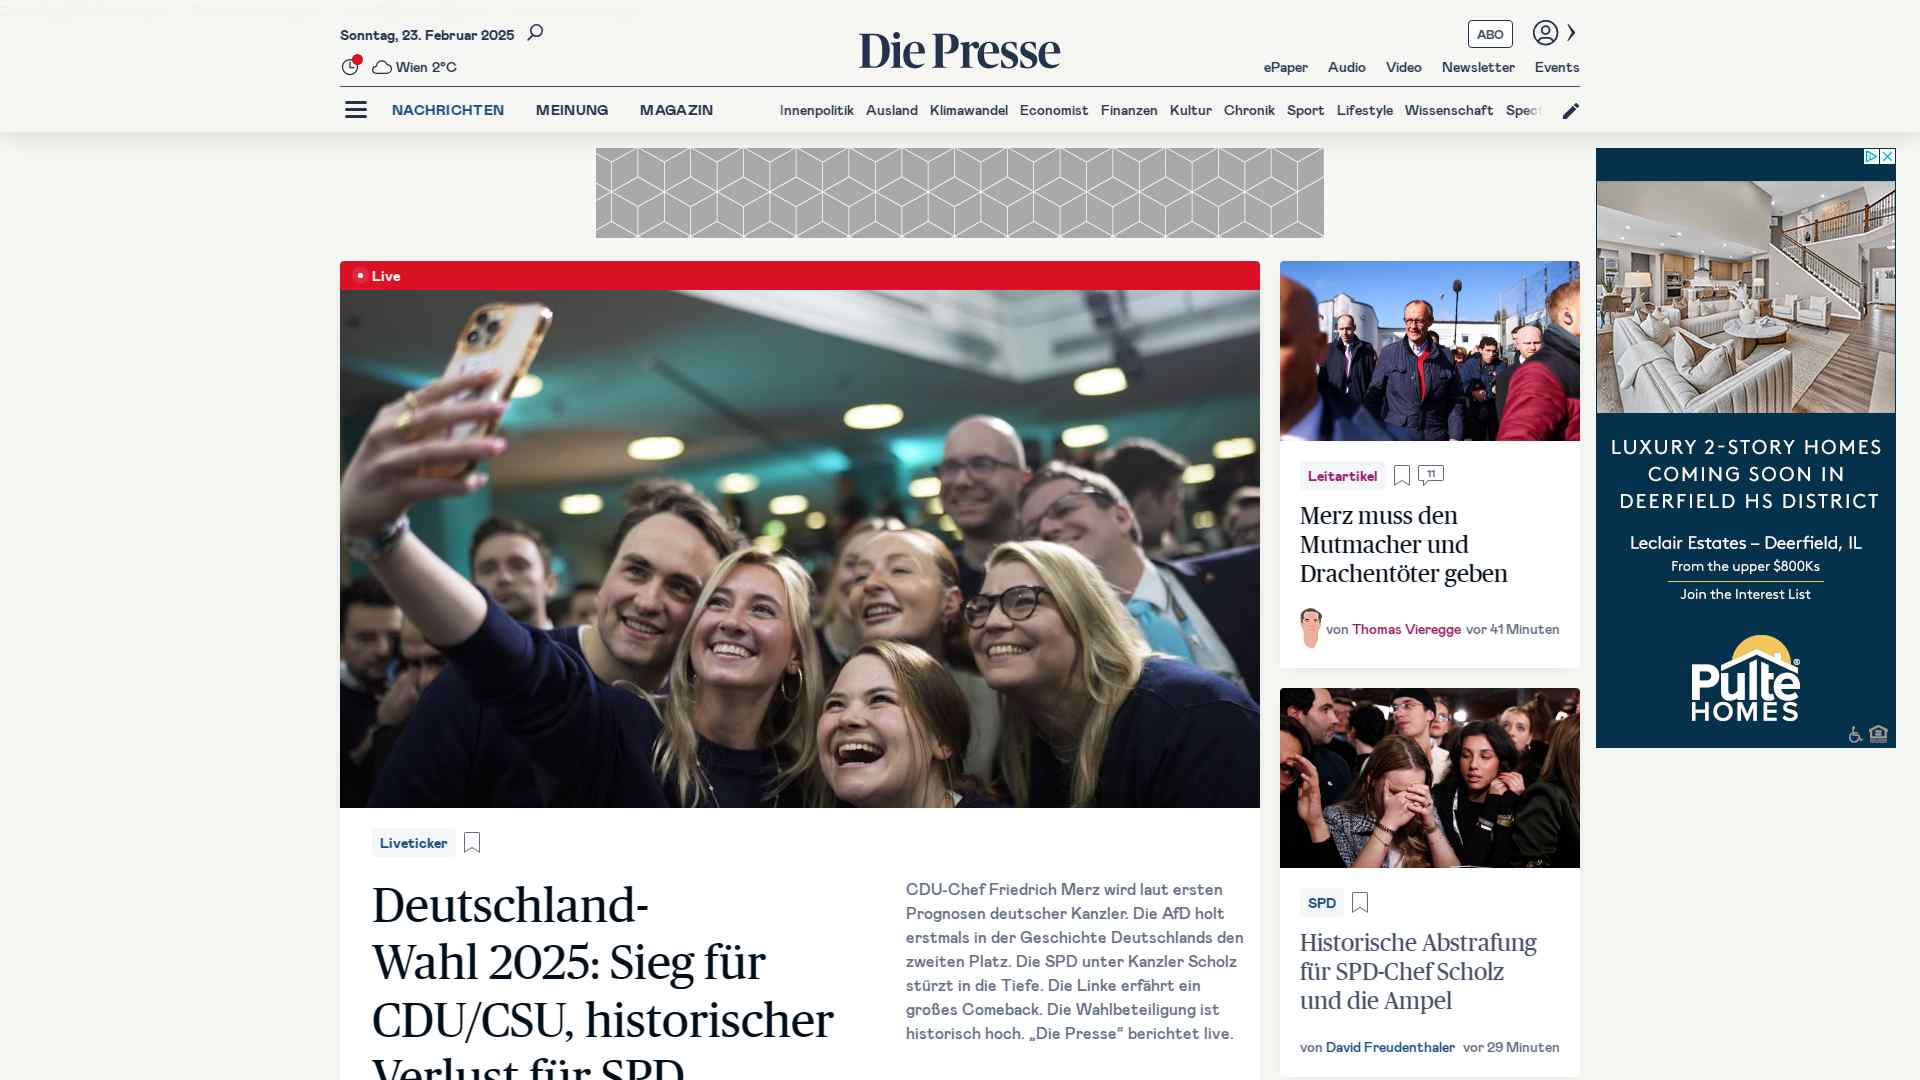 Sonntag, 23. Februar 2025
Wien 2°C
Die Presse
ABO
ePaper Audio Video Newsletter Events
NACHRICHTEN MEINUNG MAGAZIN
Innenpolitik Ausland Klimawandel Economist Finanzen Kultur Chronik Sport Lifestyle Wissenschaft
Live
Liveticker
Deutschland-
Wahl 2025: Sieg für
CDU/CSU, historischer
Verlust für SPD
CDU-Chef Friedrich Merz wird laut ersten
Prognosen deutscher Kanzler. Die AfD holt
erstmals in der Geschichte Deutschlands den
zweiten Platz. Die SPD unter Kanzler Scholz
stürzt in die Tiefe. Die Linke erfährt ein
großes Comeback. Die Wahlbeteiligung ist
historisch hoch. „Die Presse“ berichtet live.
Leitartikel
11
Merz muss den
Mutmacher und
Drachentöter geben
von Thomas Vieregge vor 41 Minuten
SPD
Historische Abstrafung
für SPD-Chef Scholz
und die Ampel
von David Freudenthaler vor 29 Minuten
LUXURY 2-STORY HOMES
COMING SOON IN
DEERFIELD HS DISTRICT
Leclair Estates – Deerfield, IL
From the upper $800Ks
Join the Interest List
Pulte®
HOMES